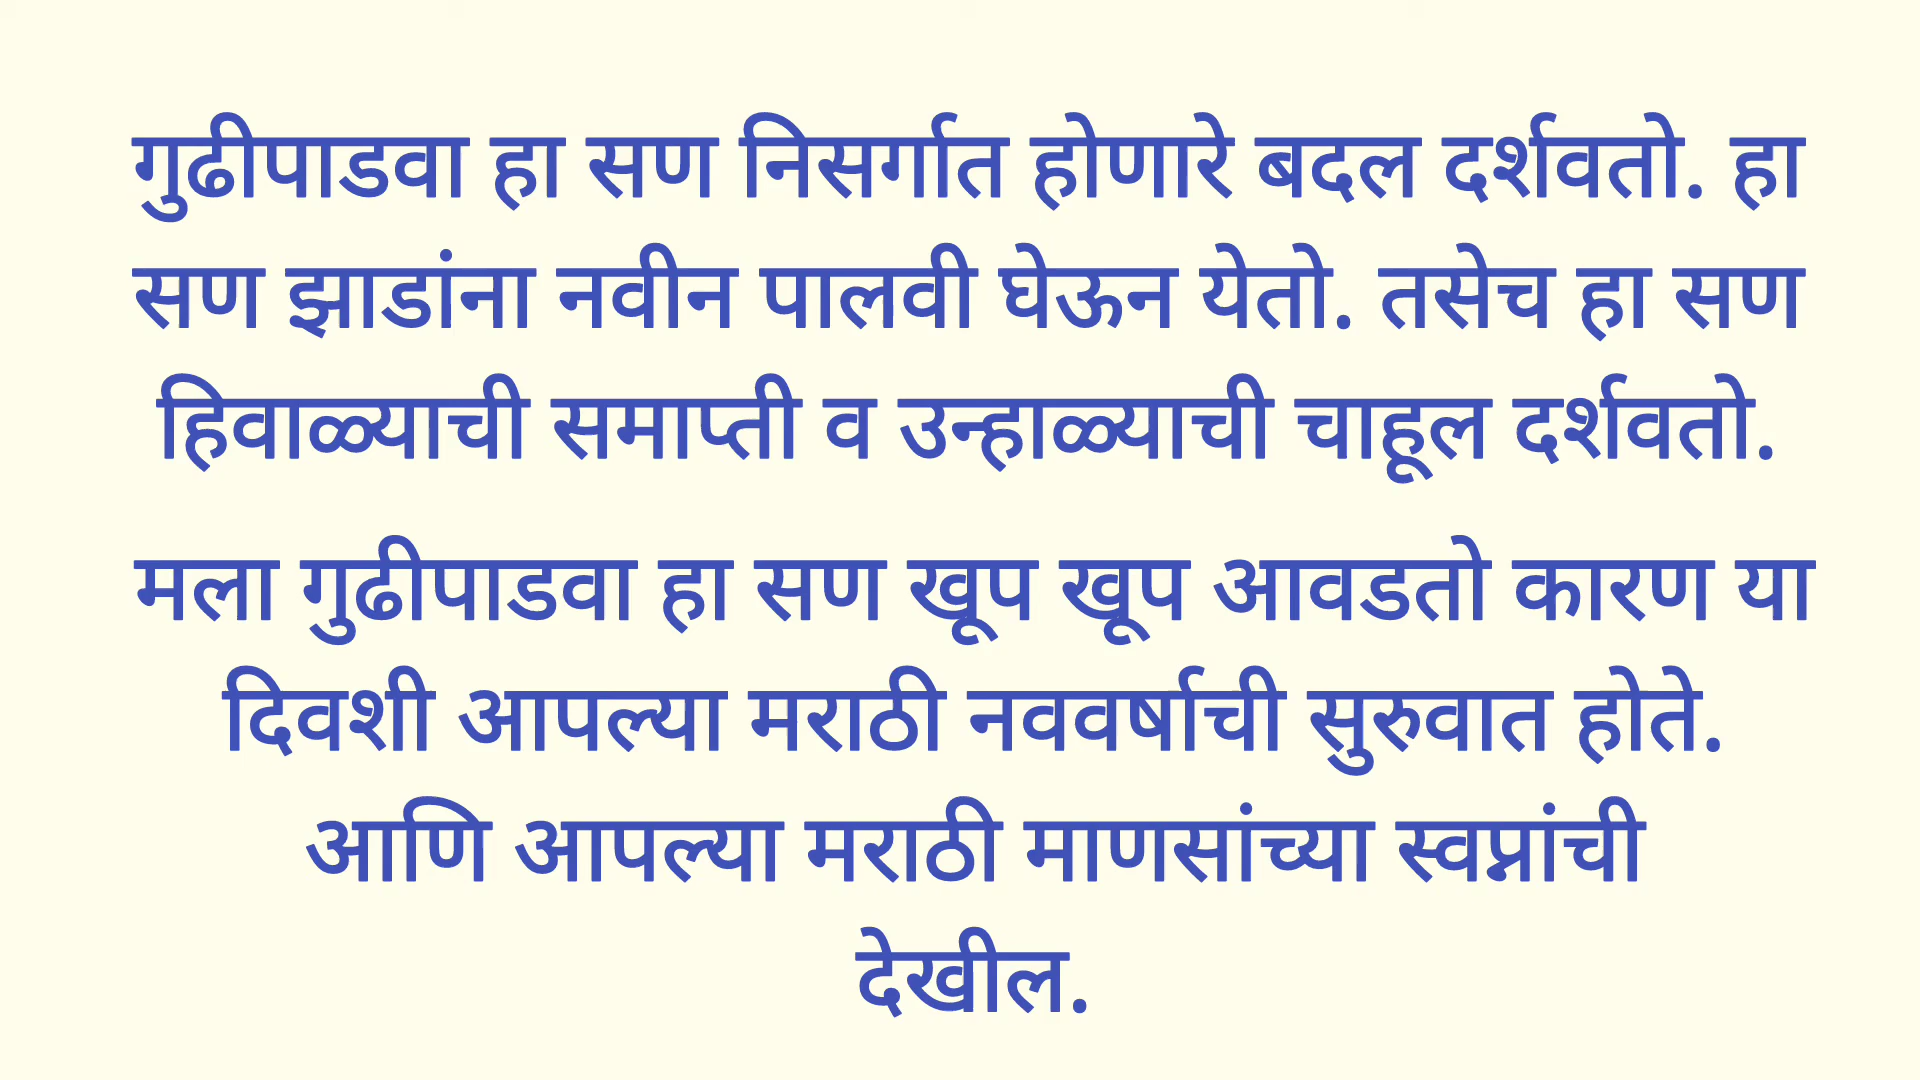 गुढीपाडवा हा सण निसर्गात होणारे बदल दर्शवतो. हा
सण झाडांना नवीन पालवी घेऊन येतो. तसेच हा सण
हिवाळ्याची समाप्ती व उन्हाळ्याची चाहूल दर्शवतो.
मला गुढीपाडवा हा सण खूप खूप आवडतो कारण या
दिवशी आपल्या मराठी नववर्षाची सुरुवात होते.
आणि आपल्या मराठी माणसांच्या स्वप्नांची
देखील.